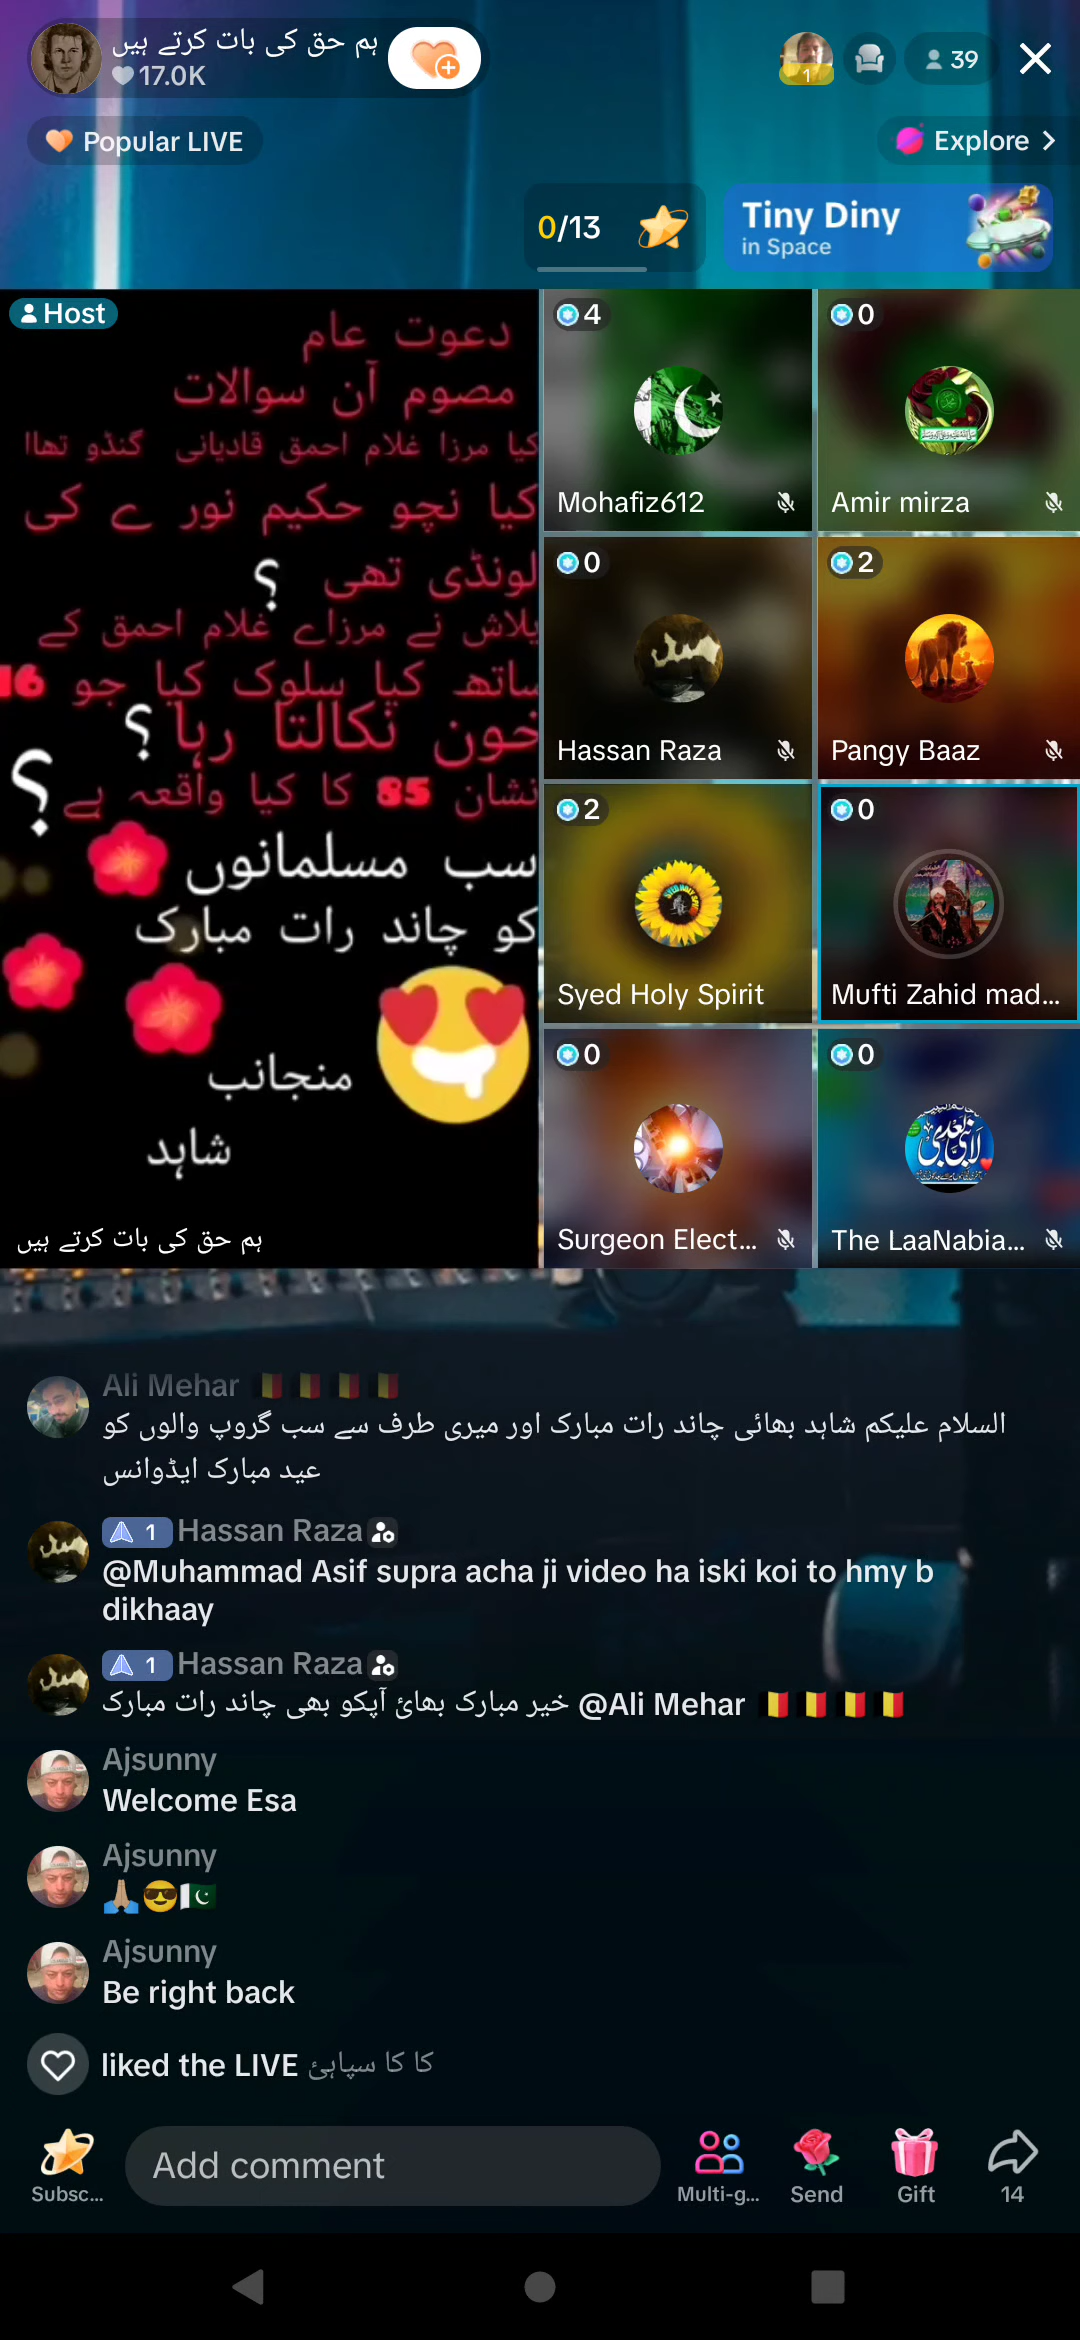 ہم حق کی بات کرتے ہیں
17.0K
1
39
Popular LIVE
Explore
0/13
Tiny Diny
in Space
Host
دعوت عام
مصوم آن سوالات
کیا مرزا غلام احمق قادیانی گنڈو تھاا
کیا نچو حکیم نور ے کی
لونڈی تھی ؟
یلاش نے مرزاے غلام احمق کے
ساتھ کیا سلوک کیا جو 16
خون نکالتا رہا ؟
نشان 85 کا کیا واقعہ ہے ؟
سب مسلمانوں
کو چاند رات مبارک
منجانب
شاہد
ہم حق کی بات کرتے ہیں
4
Mohafiz612
0
Amir mirza
0
Hassan Raza
2
Pangy Baaz
2
Syed Holy Spirit
0
Mufti Zahid mad...
0
Surgeon Elect...
0
The LaaNabia...
Ali Mehar 🇧🇪🇧🇪🇧🇪🇧🇪
السلام علیکم شاہد بھائی چاند رات مبارک اور میری طرف سے سب گروپ والوں کو
عید مبارک ایڈوانس
1 Hassan Raza
@Muhammad Asif supra acha ji video ha iski koi to hmy b
dikhaay
1 Hassan Raza
خیر مبارک بھائ آپکو بھی چاند رات مبارک @Ali Mehar 🇧🇪🇧🇪🇧🇪🇧🇪
Ajsunny
Welcome Esa
Ajsunny
🙏🏽😎🇵🇰
Ajsunny
Be right back
liked the LIVE کا کا سپاہئ
Add comment
Subsc...
Multi-g...
Send
Gift
14